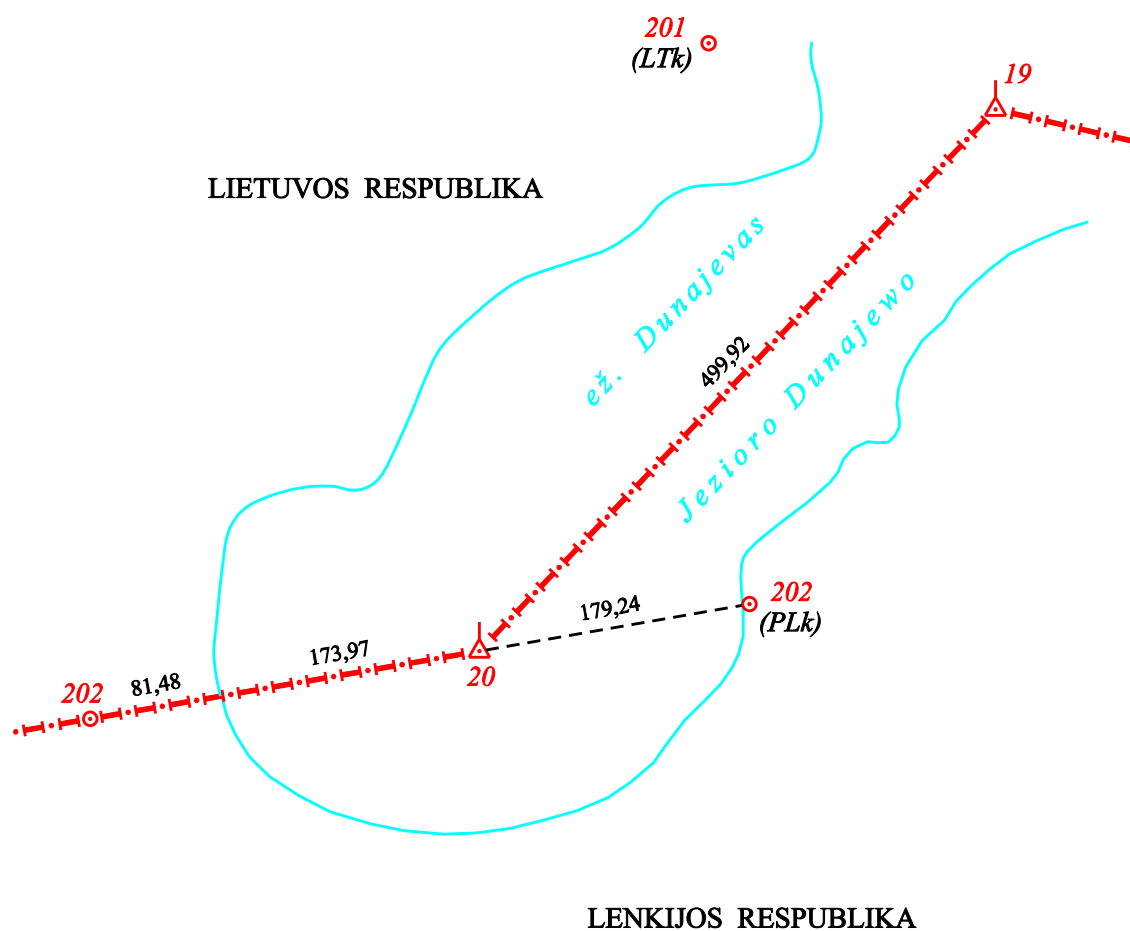 201
(LTk)
19
LIETUVOS RESPUBLIKA
ež. Dunajevas
499,92
Jezioro Dunajewo
202
(PLk)
179,24
173,97
20
81,48
202
LENKIJOS RESPUBLIKA